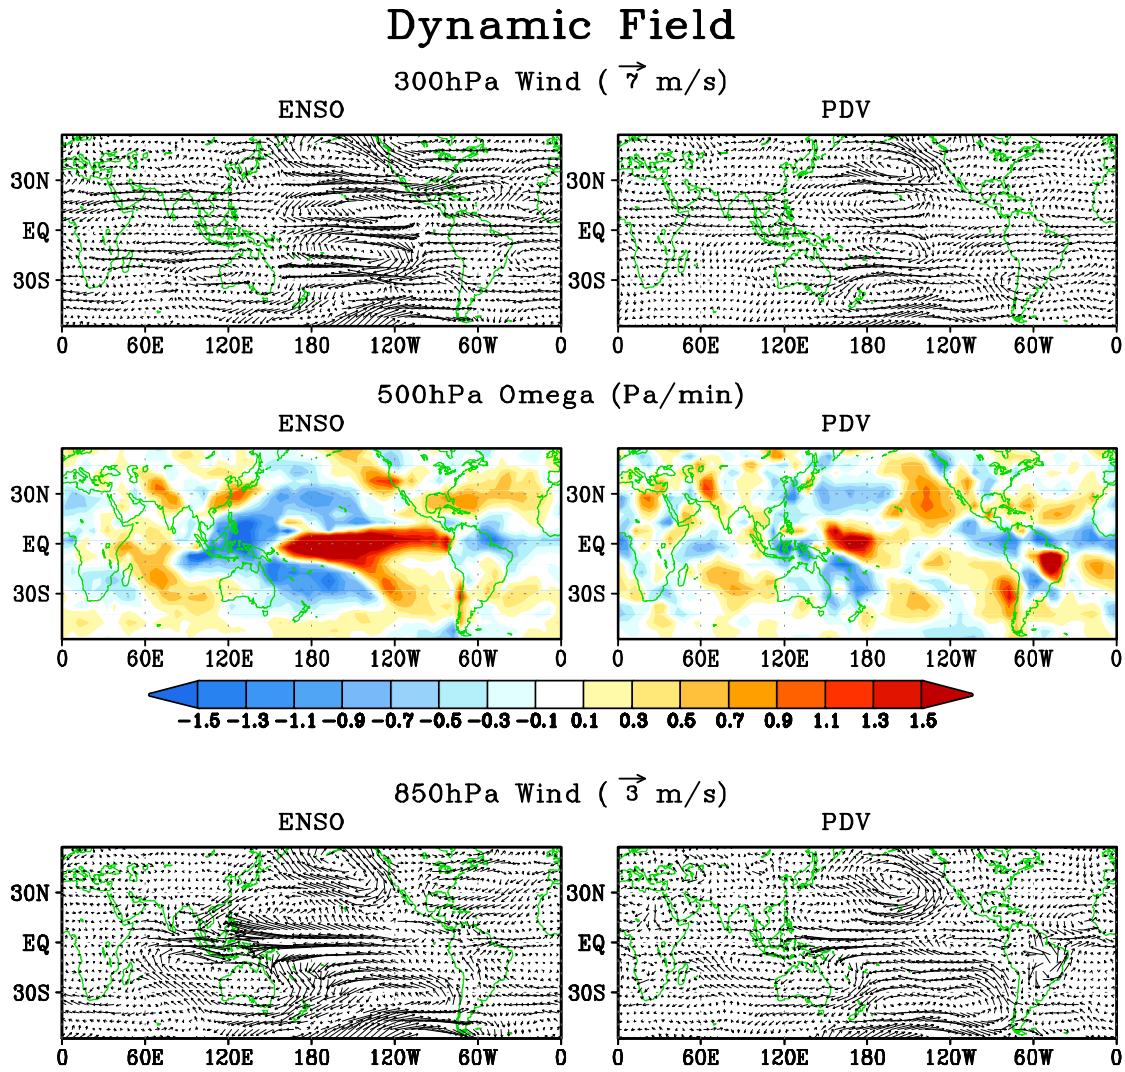 Dynamic Field
300hPa Wind ( 7 m/s)
ENSO PDV
30N 30N
EQ EQ
30S 30S
0 60E 120E 180 120W 60W 0 0 60E 120E 180 120W 60W 0
500hPa Omega (Pa/min)
ENSO PDV
30N 30N
EQ EQ
30S 30S
0 60E 120E 180 120W 60W 0 0 60E 120E 180 120W 60W 0
-1.5 -1.3 -1.1 -0.9 -0.7 -0.5 -0.3 -0.1 0.1 0.3 0.5 0.7 0.9 1.1 1.3 1.5
850hPa Wind ( 3 m/s)
ENSO PDV
30N 30N
EQ EQ
30S 30S
0 60E 120E 180 120W 60W 0 0 60E 120E 180 120W 60W 0